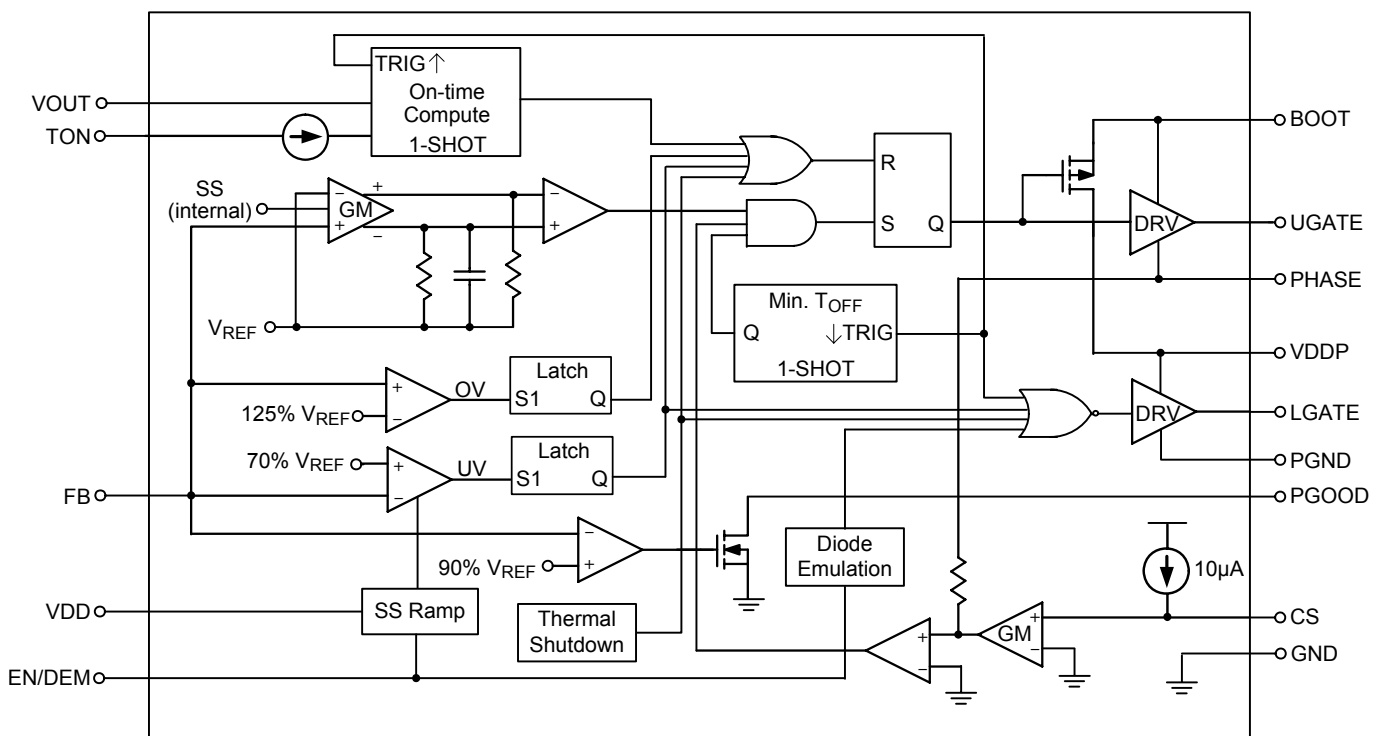 TRIG↑
On-time
Compute
1-SHOT
VOUT
TON
BOOT
R
S
Q
SS
(internal)
−
GM
+
+
−
−
+
DRV
UGATE
PHASE
Min. TOFF
Q
↓TRIG
1-SHOT
VREF
VDDP
Latch
S1
Q
+
−
OV
125% VREF
DRV
LGATE
Latch
S1
Q
70% VREF
+
−
UV
PGND
FB
PGOOD
−
+
90% VREF
Diode
Emulation
10µA
VDD
SS Ramp
Thermal
Shutdown
+
−
GM
+
−
CS
GND
EN/DEM